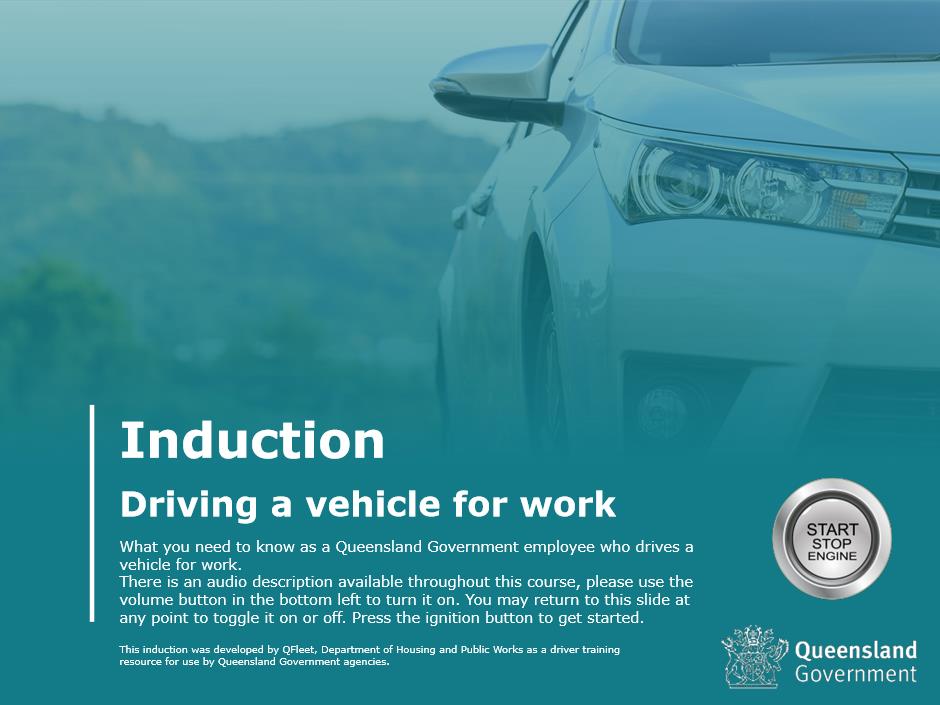 Induction
Driving a vehicle for work
What you need to know as a Queensland Government employee who drives a
vehicle for work.
There is an audio description available throughout this course, please use the
volume button in the bottom left to turn it on. You may return to this slide at
any point to toggle it on or off. Press the ignition button to get started.
This induction was developed by QFleet, Department of Housing and Public Works as a driver training
resource for use by Queensland Government agencies.
START
STOP
ENGINE
Queensland
Government